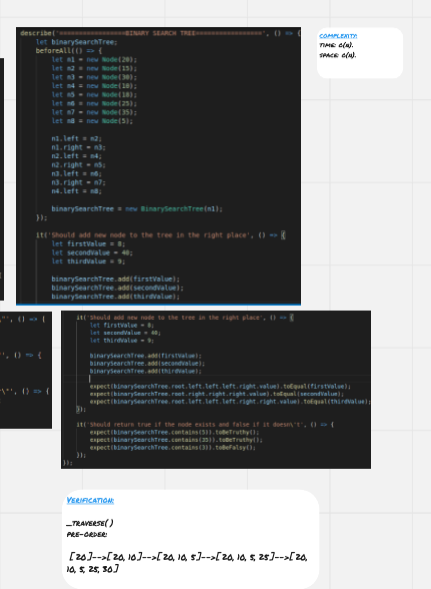 describe('=================BINARY SEARCH TREE=================', () => {
let binarySearchTree;
beforeAll(() => {
let n1 = new Node(20);
let n2 = new Node(15);
let n3 = new Node(30);
let n4 = new Node(10);
let n5 = new Node(18);
let n6 = new Node(25);
let n7 = new Node(35);
let n8 = new Node(5);
n1.left = n2;
n1.right = n3;
n2.left = n4;
n2.right = n5;
n3.left = n6;
n3.right = n7;
n4.left = n8;
binarySearchTree = new BinarySearchTree(n1);
});
it('Should add new node to the tree in the right place', () => {
let firstValue = 8;
let secondValue = 40;
let thirdValue = 9;
binarySearchTree.add(firstValue);
binarySearchTree.add(secondValue);
binarySearchTree.add(thirdValue);
Complexity:
Time: O(n).
Space: O(n).
\"', () => {
', () => {
\"', () => {
it('Should add new node to the tree in the right place', () => {
let firstValue = 8;
let secondValue = 40;
let thirdValue = 9;
binarySearchTree.add(firstValue);
binarySearchTree.add(secondValue);
binarySearchTree.add(thirdValue);
expect(binarySearchTree.root.left.left.left.right.value).toEqual(firstValue);
expect(binarySearchTree.root.right.right.right.value).toEqual(secondValue);
expect(binarySearchTree.root.left.left.left.right.right.value).toEqual(thirdValue);
});
it('Should return true if the node exists and false if it doesn\'t', () => {
expect(binarySearchTree.contains(5)).toBeTruthy();
expect(binarySearchTree.contains(35)).toBeTruthy();
expect(binarySearchTree.contains(3)).toBeFalsy();
});
});
Verification:
_traverse( )
pre-order:
[20]-->[20, 10]-->[20, 10, 5]-->[20, 10, 5, 25]-->[20,
10, 5, 25, 30]